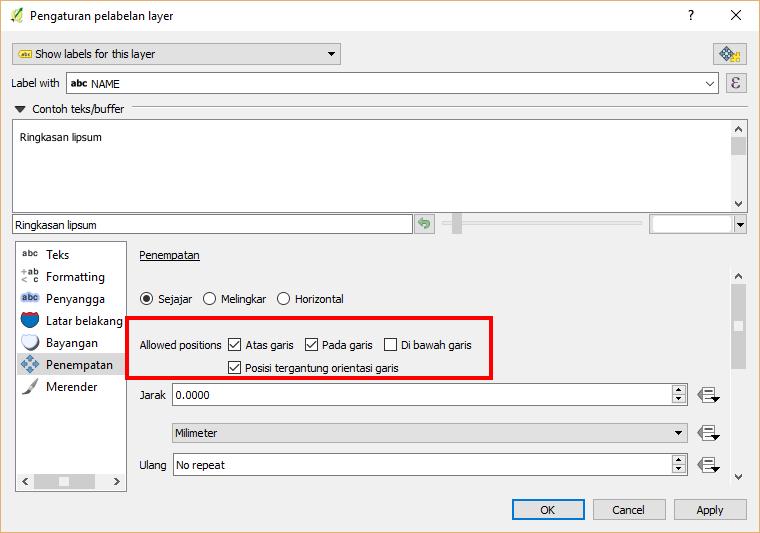 Pengaturan pelabelan layer
abc Show labels for this layer
Label with abc NAME ε
Contoh teks/buffer
Ringkasan lipsum
Ringkasan lipsum
abc Teks
+ab < c Formatting
abc Penyangga
Latar belakang
Bayangan
Penempatan
Merender
Penempatan
Sejajar Melingkar Horizontal
Allowed positions Atas garis Pada garis Di bawah garis
Posisi tergantung orientasi garis
Jarak 0.0000
Milimeter
Ulang No repeat
OK Cancel Apply